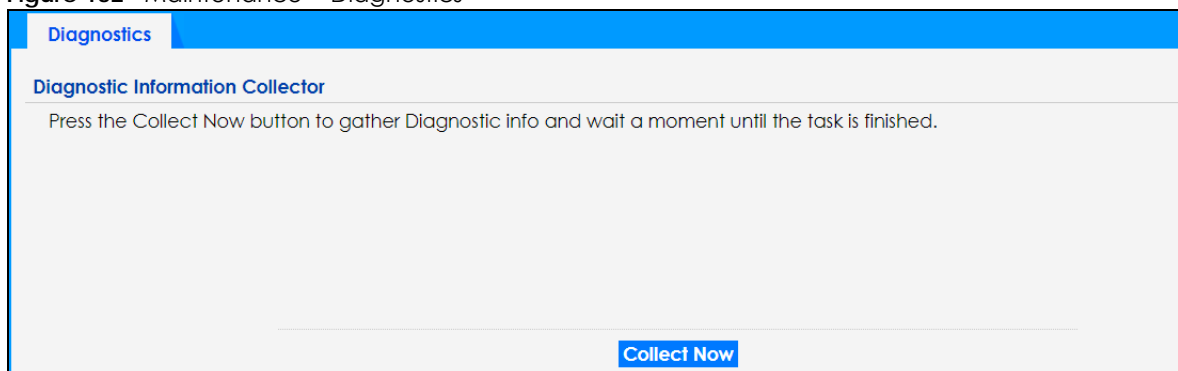 Diagnostics
Diagnostic Information Collector
Press the Collect Now button to gather Diagnostic info and wait a moment until the task is finished.
Collect Now